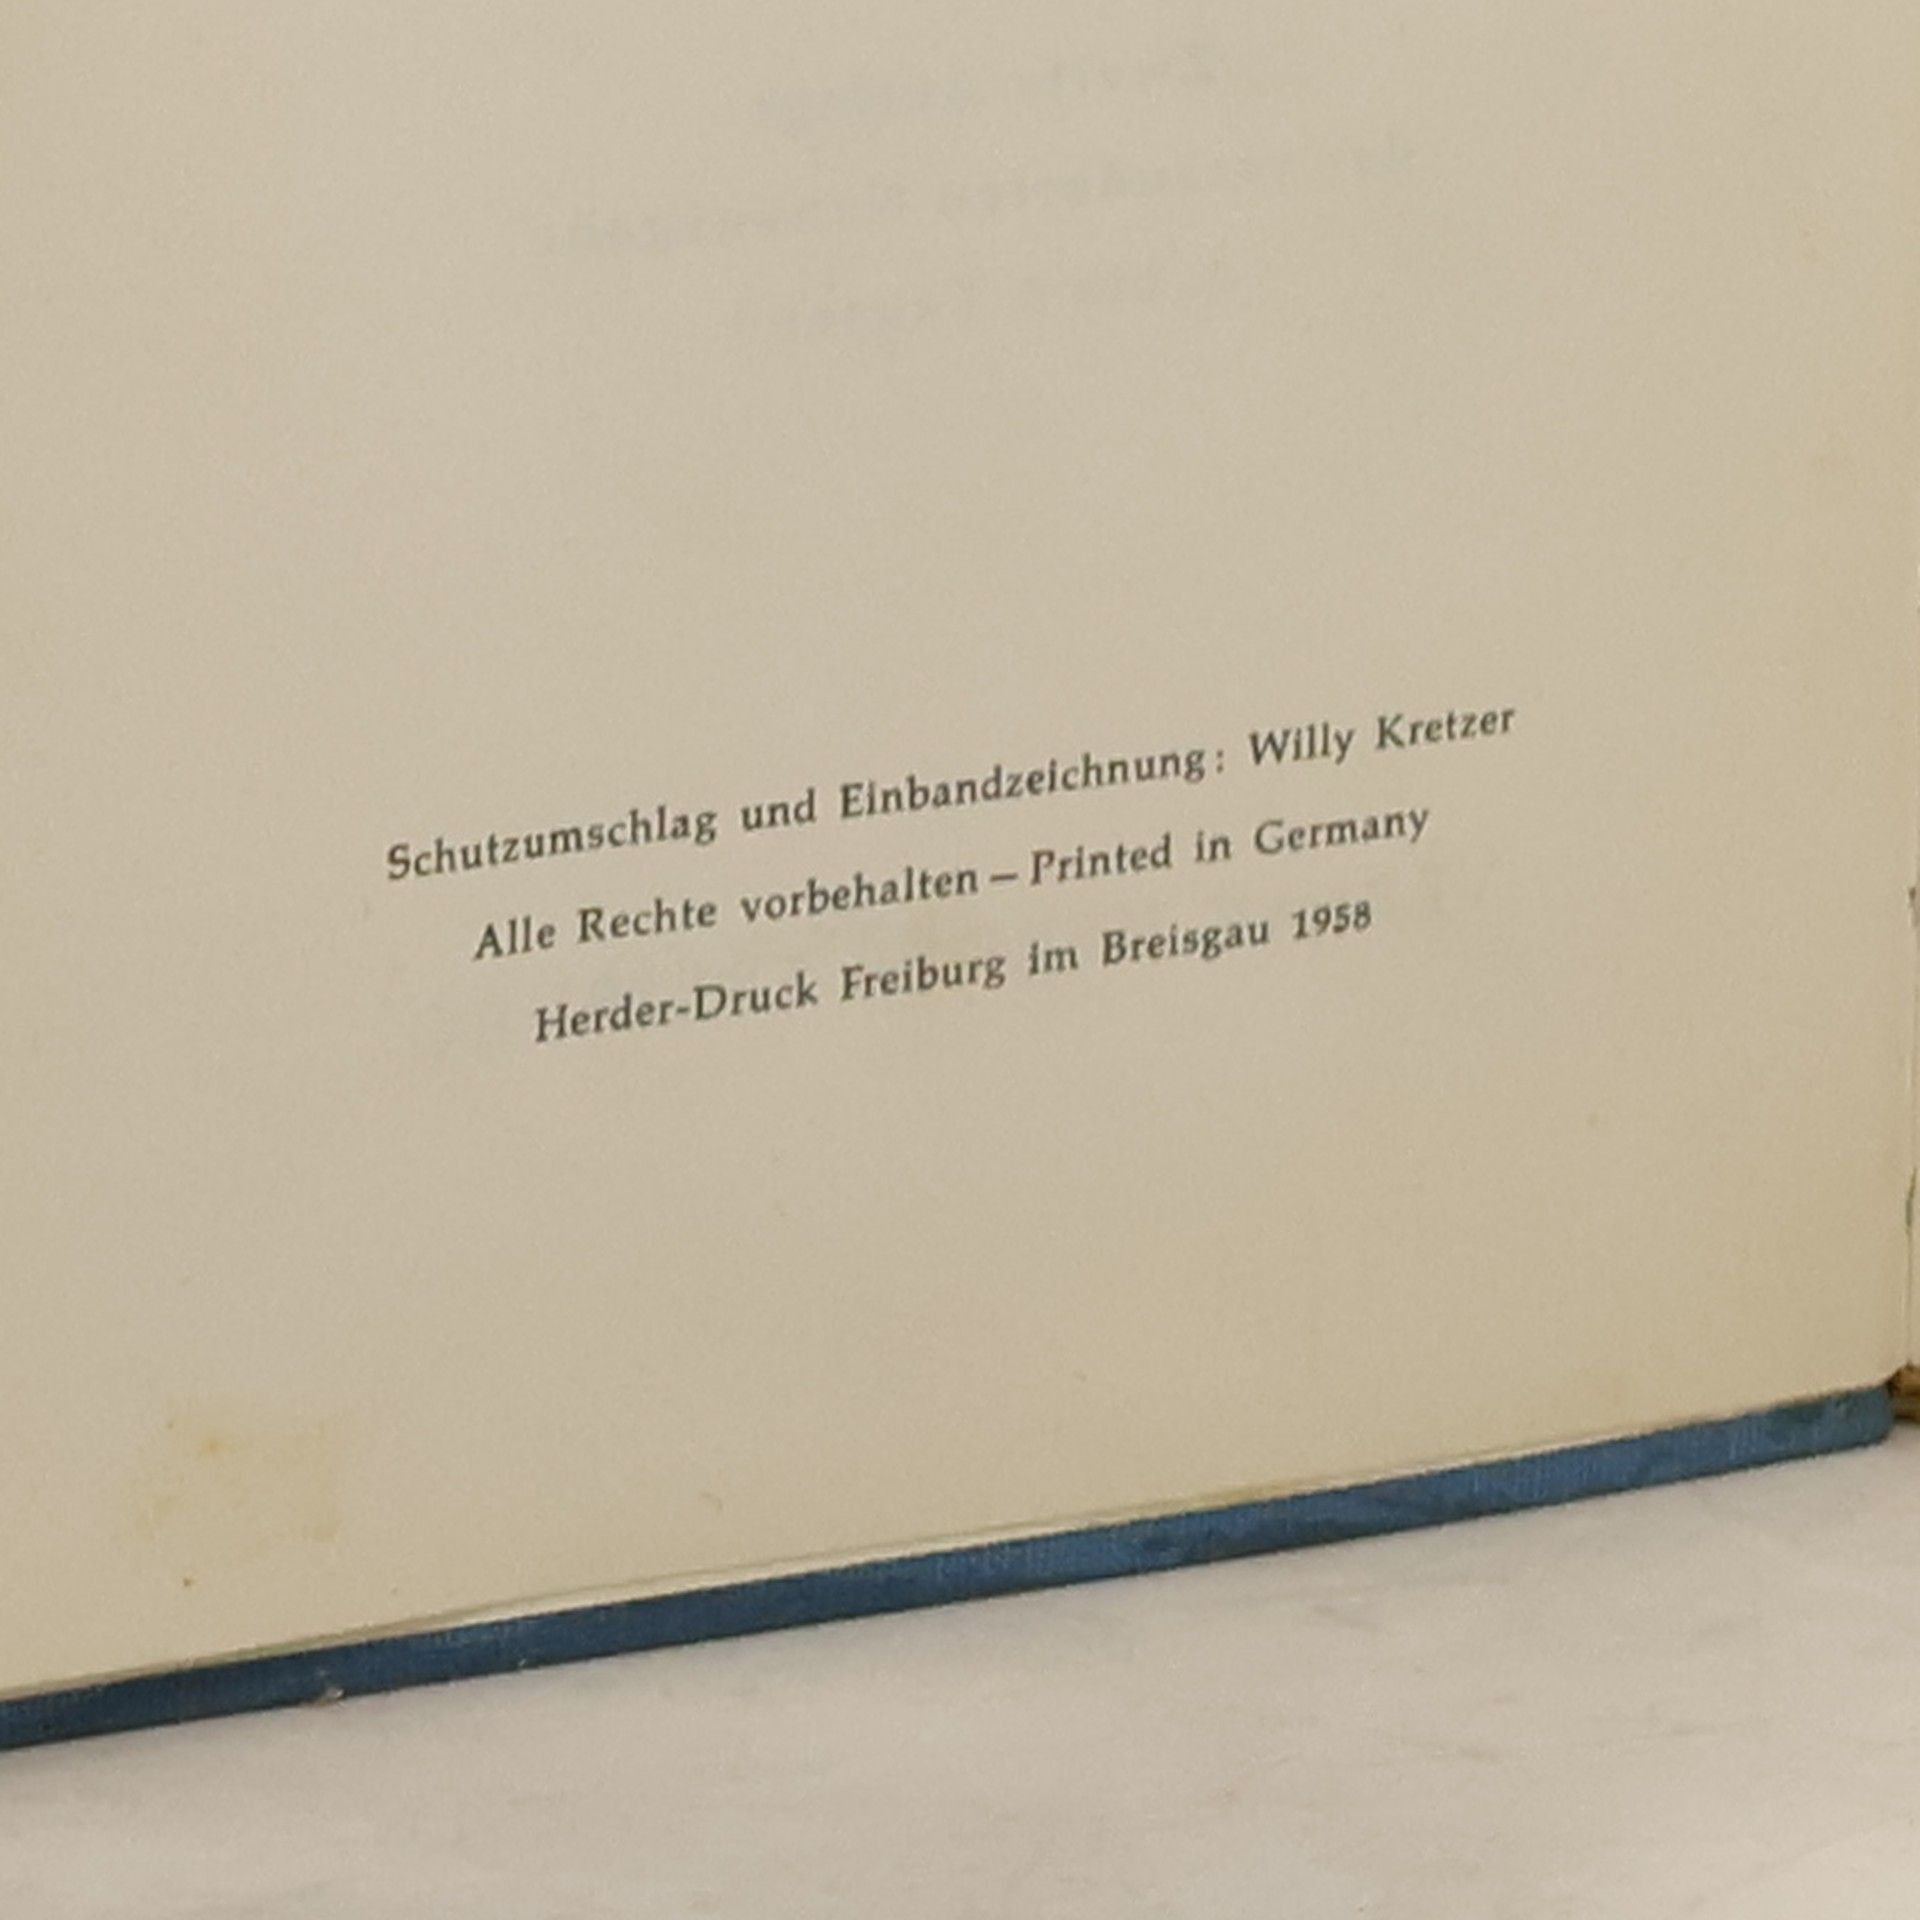 Schutzumschlag und Einbandzeichnung: Willy Kretzer
Alle Rechte vorbehalten – Printed in Germany
Herder-Druck Freiburg im Breisgau 1958